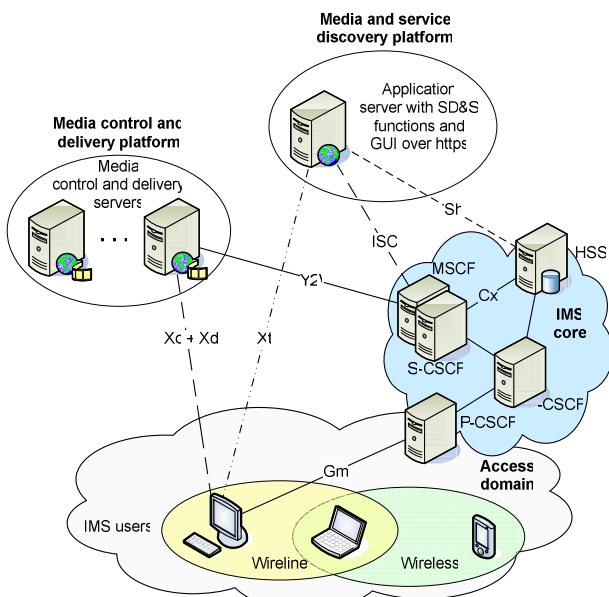 Media and service
discovery platform
Application
server with SD&S
functions and
GUI over https
Media control and
delivery platform
Media
control and delivery
servers
...
Sh
ISC
HSS
MSCF
Cx
Y2
IMS
core
Xc + Xd
Xt
S-CSCF
-CSCF
P-CSCF
Access
domain
Gm
IMS users
Wireline
Wireless